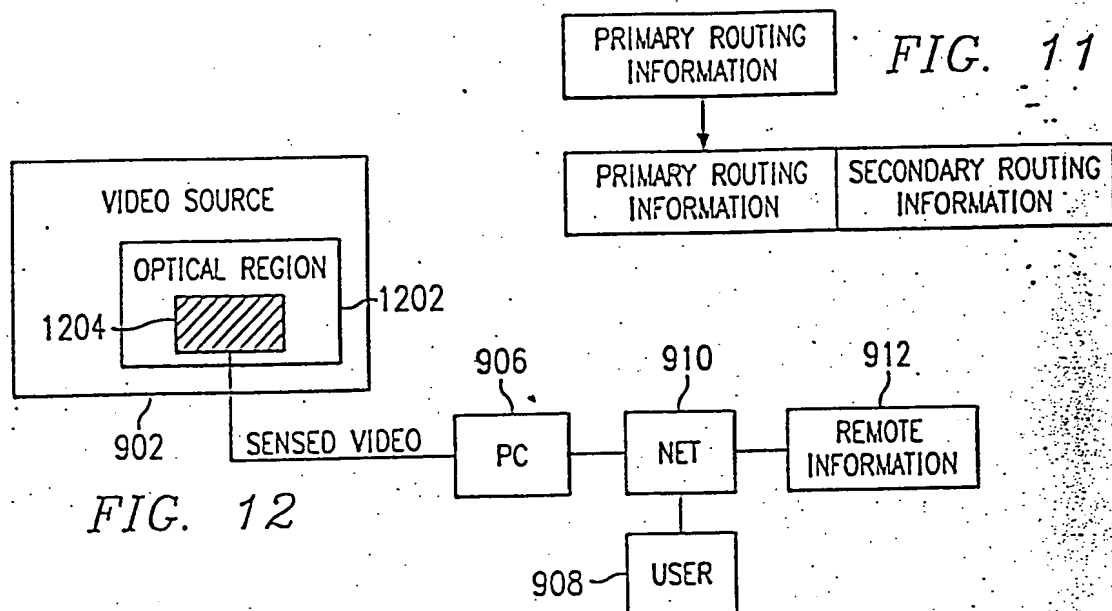 PRIMARY ROUTING
INFORMATION
FIG. 11
PRIMARY ROUTING
INFORMATION
SECONDARY ROUTING
INFORMATION
VIDEO SOURCE
OPTICAL REGION
1204
1202
902
SENSED VIDEO
906
PC
910
NET
912
REMOTE
INFORMATION
FIG. 12
908
USER